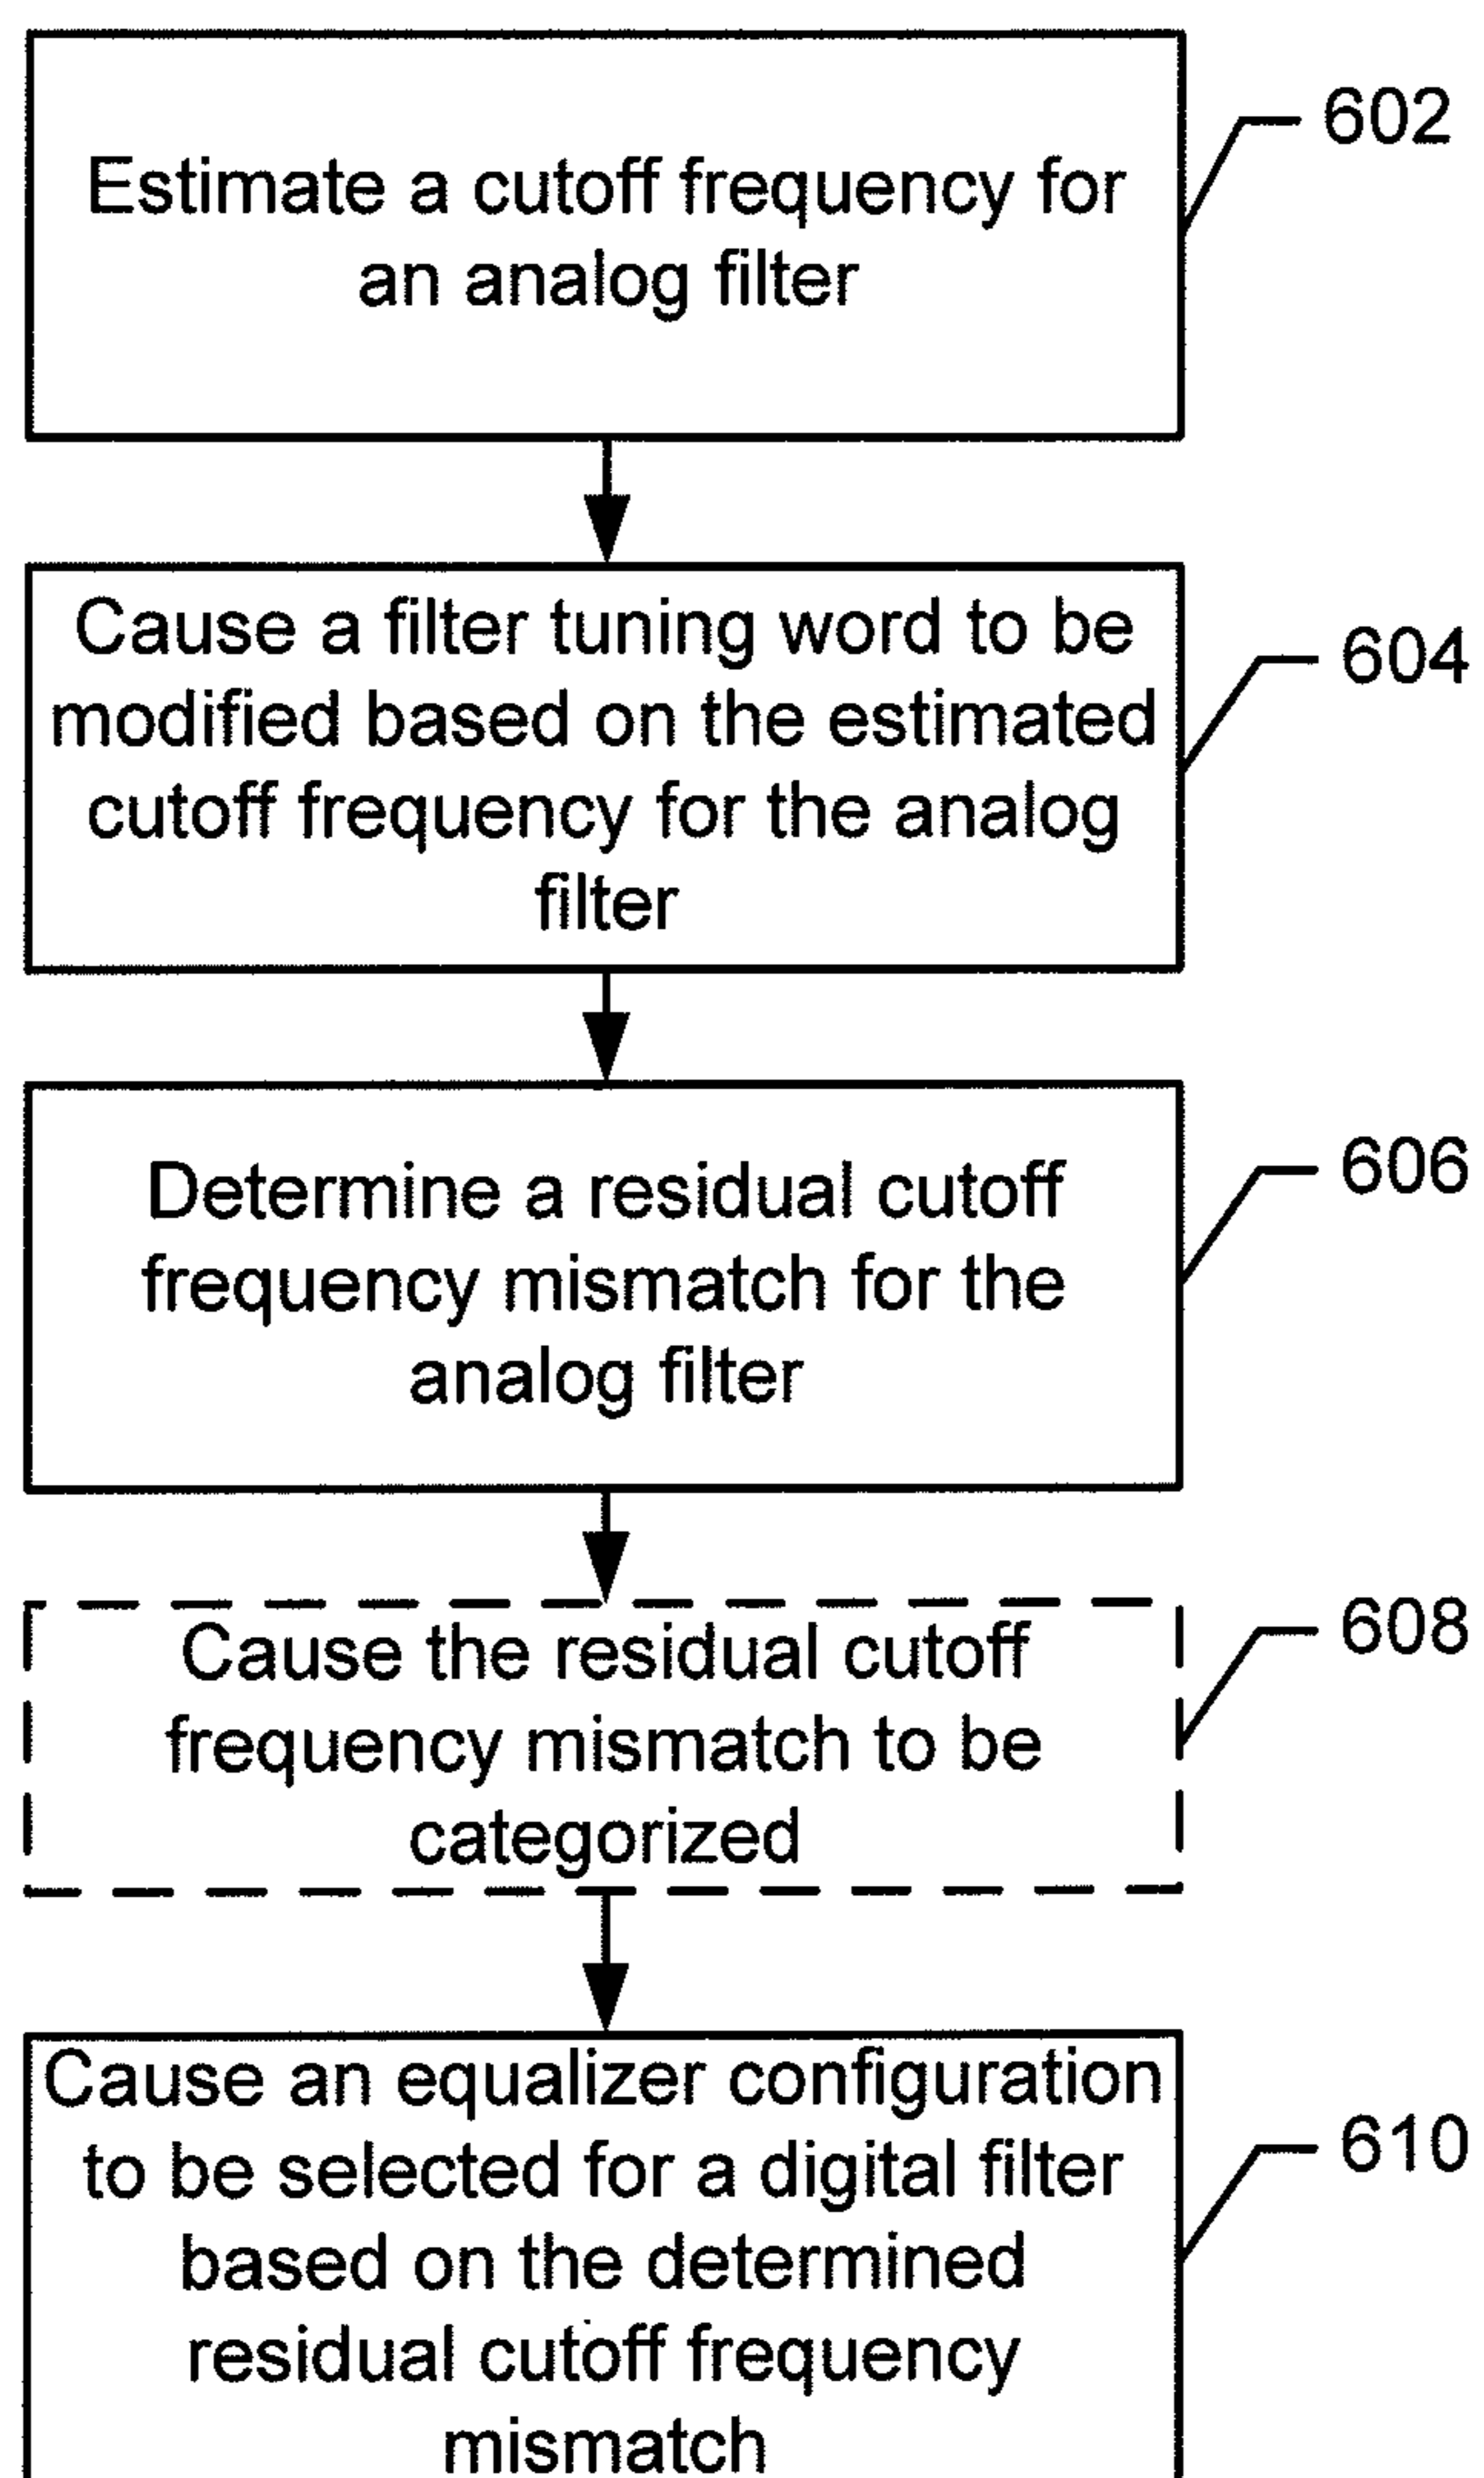 602
Estimate a cutoff frequency for
an analog filter
Cause a filter tuning word to be
604
modified based on the estimated
cutoff frequency for the analog
filter
606
Determine a residual cutoff
frequency mismatch for the
analog filter
608
Cause the residual cutoff
frequency mismatch to be
categorized
Cause an equalizer configuration
610
to be selected for a digital filter
based on the determined
residual cutoff frequency
mismatch